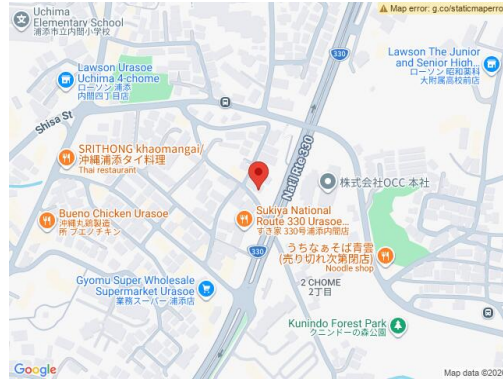 Map error: g.co/staticmaperro
Uchima
Elementary School
浦添市立内間小学校
Lawson The Junior
and Senior High...
ローソン 昭和薬科
大附属高校前店
Lawson Urasoe
Uchima 4-chome
ローソン 浦添
内間四丁目店
Shisa St
Nat'l Rte 330
SRITHONG khaomangai/
沖縄浦添タイ料理
Thai restaurant
株式会社OCC 本社
Bueno Chicken Urasoe
沖縄丸鶏製造
所 ブエノチキン
Sukiya National
Route 330 Urasoe...
すき家 330号浦添内間店
330
うちなぁそば青雲
(売り切れ次第閉店)
Noodle shop
Gyomu Super Wholesale
Supermarket Urasoe
業務スーパー 浦添店
2 CHOME
2丁目
330
Kunindo Forest Park
クニンドーの森公園
Google
Map data ©202